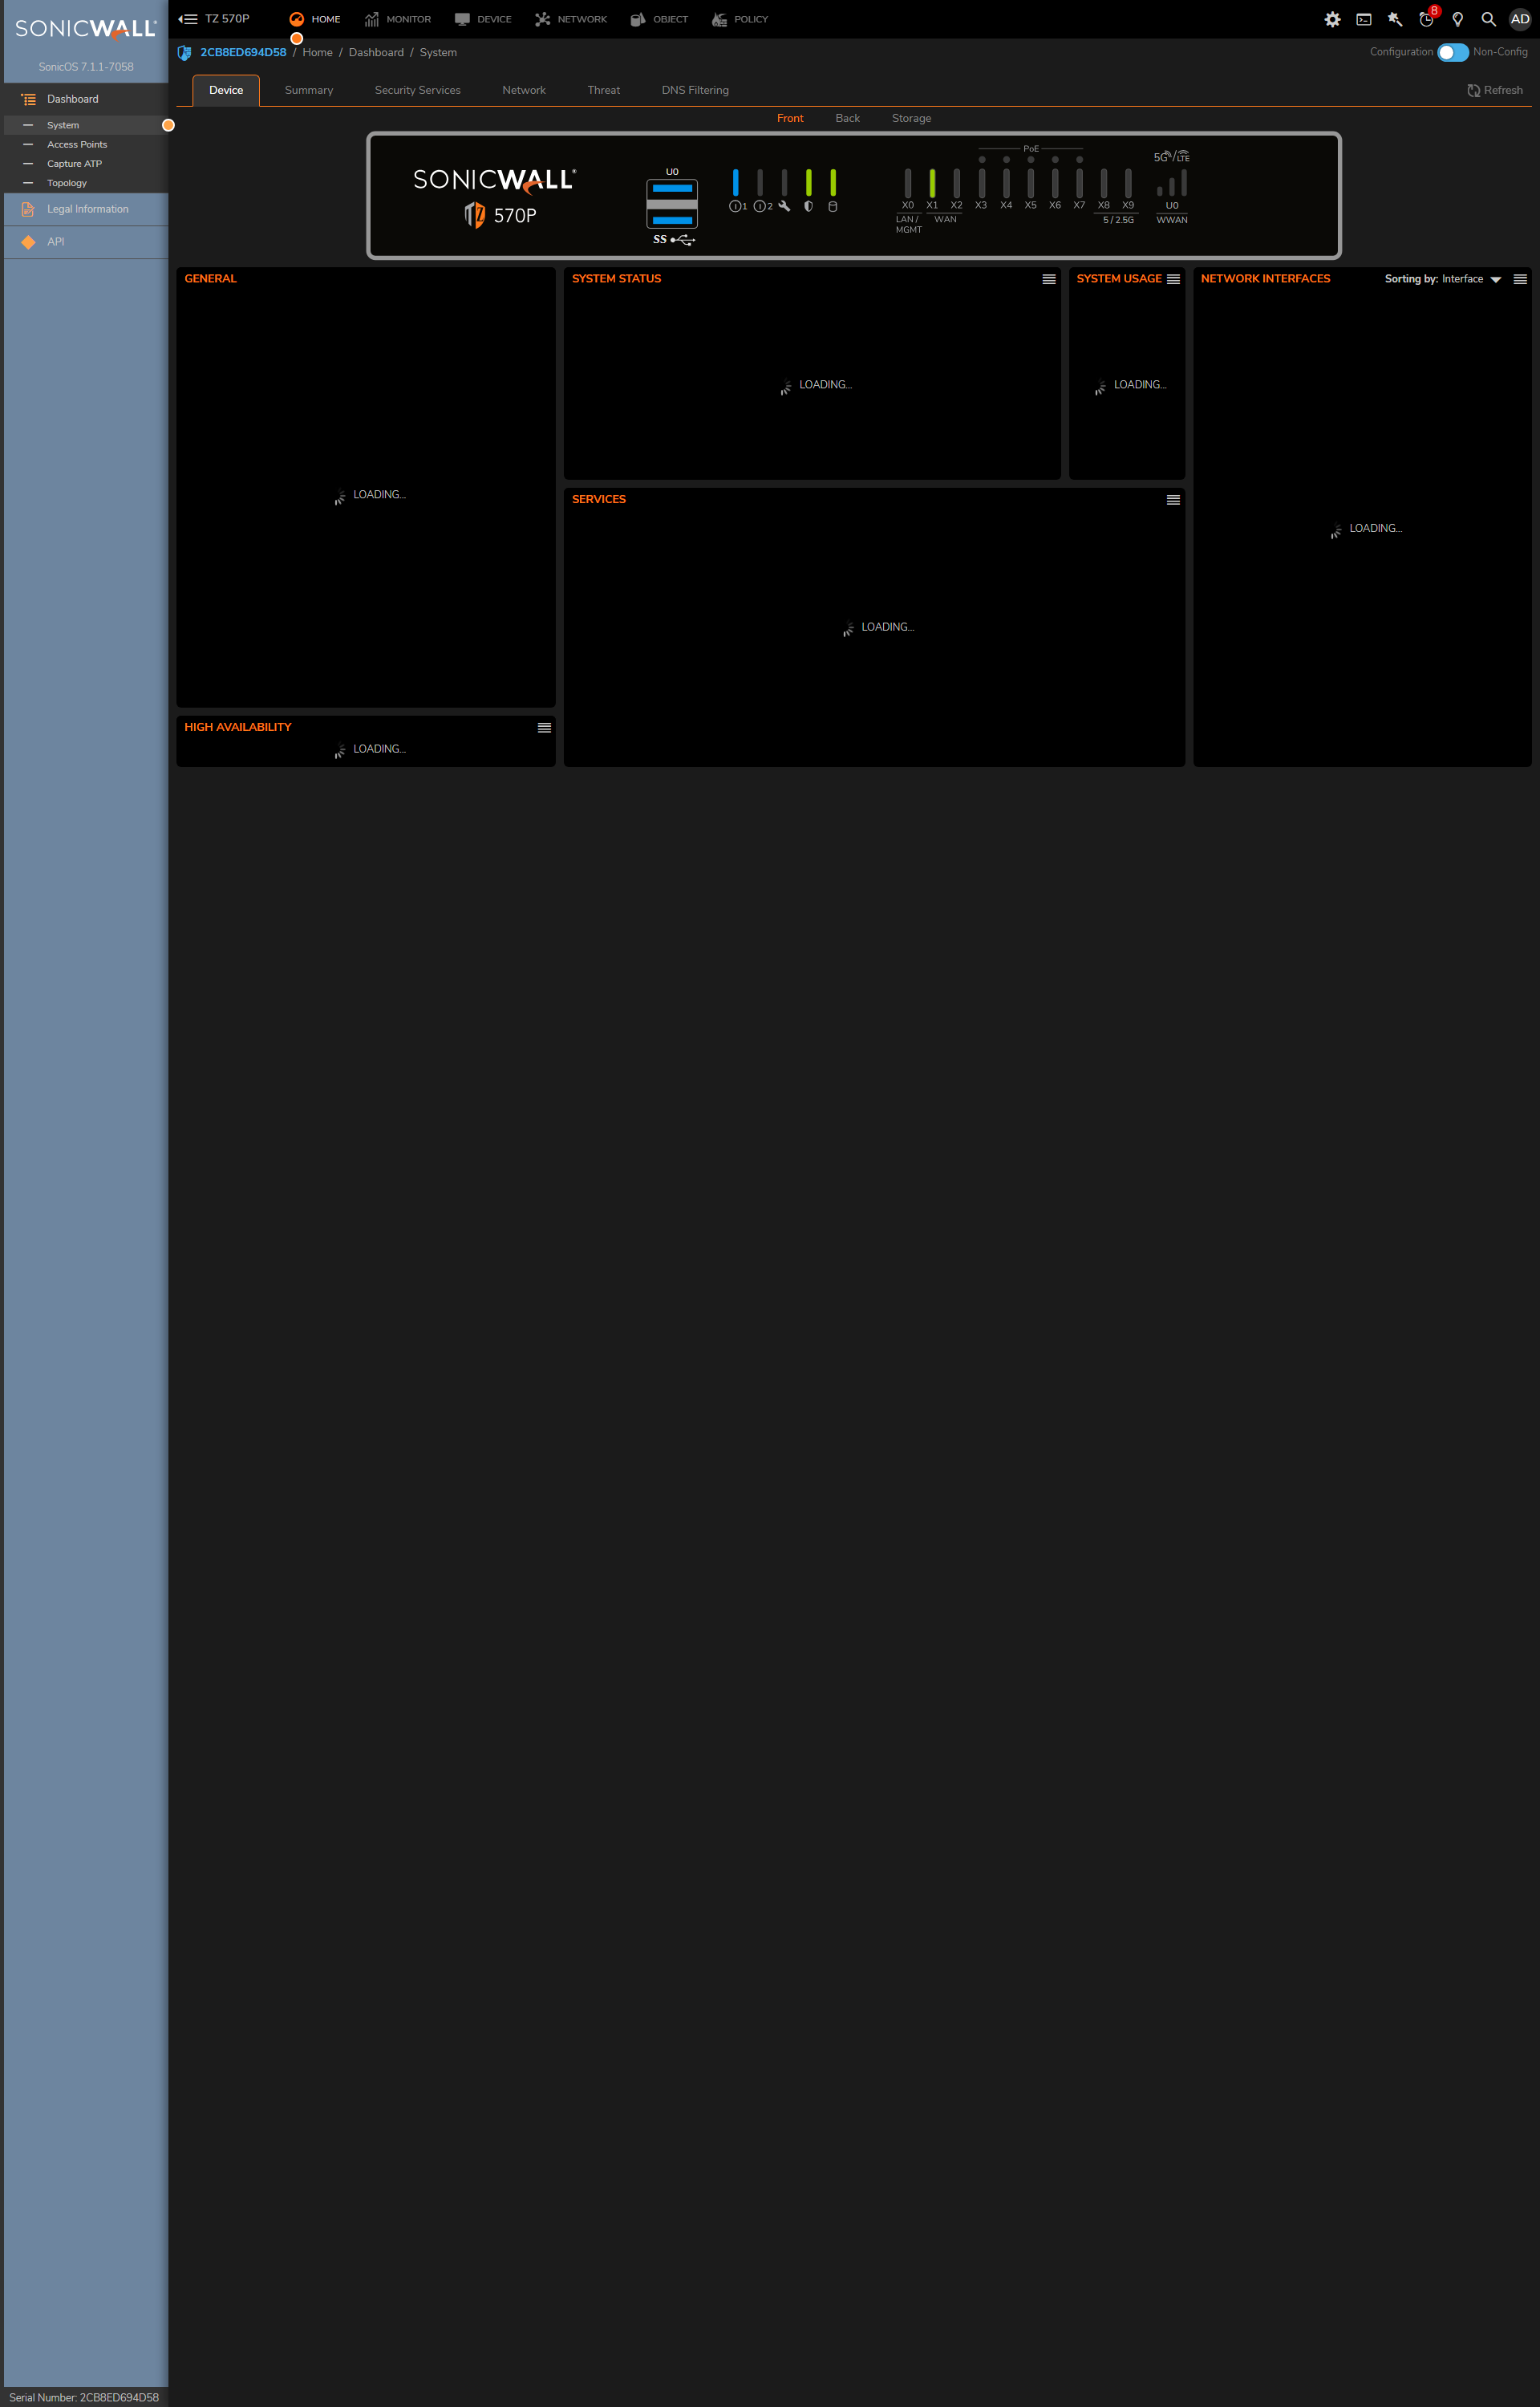 SONICWALL
SonicOS 7.1.1-7058
TZ 570P
HOME
MONITOR
DEVICE
NETWORK
OBJECT
POLICY
8
AD
2CB8ED694D58 / Home / Dashboard / System
Configuration
Non-Config
Dashboard
System
Access Points
Capture ATP
Topology
Legal Information
API
Device
Summary
Security Services
Network
Threat
DNS Filtering
Refresh
Front
Back
Storage
SONICWALL
TZ 570P
U0
SS
1
2
PoE
5G / LTE
X0 X1 X2 X3 X4 X5 X6 X7 X8 X9 U0
LAN / MGMT
WAN
5 / 2.5G
WWAN
GENERAL
LOADING...
SYSTEM STATUS
LOADING...
SYSTEM USAGE
LOADING...
NETWORK INTERFACES
Sorting by: Interface
LOADING...
SERVICES
LOADING...
HIGH AVAILABILITY
LOADING...
Serial Number: 2CB8ED694D58